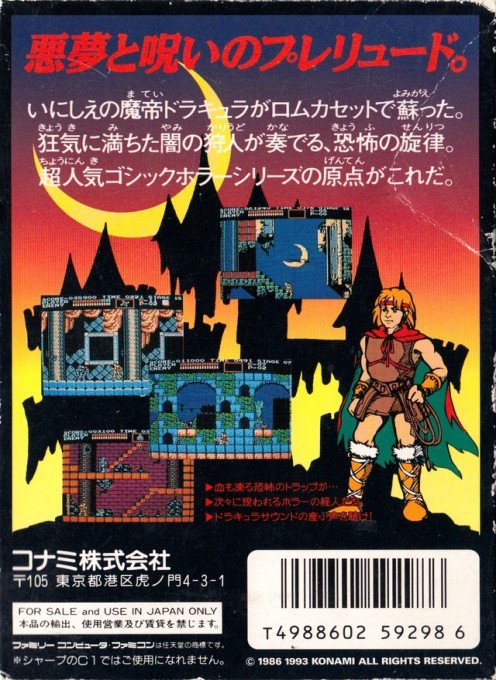 悪夢と呪いのプレリュード。
いにしえの魔帝ドラキュラがロムカセットで蘇った。
狂気に満ちた闇の狩人が奏でる、恐怖の旋律。
超人気ゴシックホラーシリーズの原点がこれだ。
▶血も凍る恐怖のトラップが…
▶次々に現われるホラーの怪人
▶ドラキュラサウンドの産ぶ声を聴け!
コナミ株式会社
〒105 東京都港区虎ノ門4-3-1
FOR SALE and USE IN JAPAN ONLY
本品の輸出、使用営業及び賃貸を禁じます。
ファミリーコンピュータ・ファミコンは任天堂の商標です。
※シャープのC1ではご使用になれません。
T4988602 59298 6
© 1986 1993 KONAMI ALL RIGHTS RESERVED.